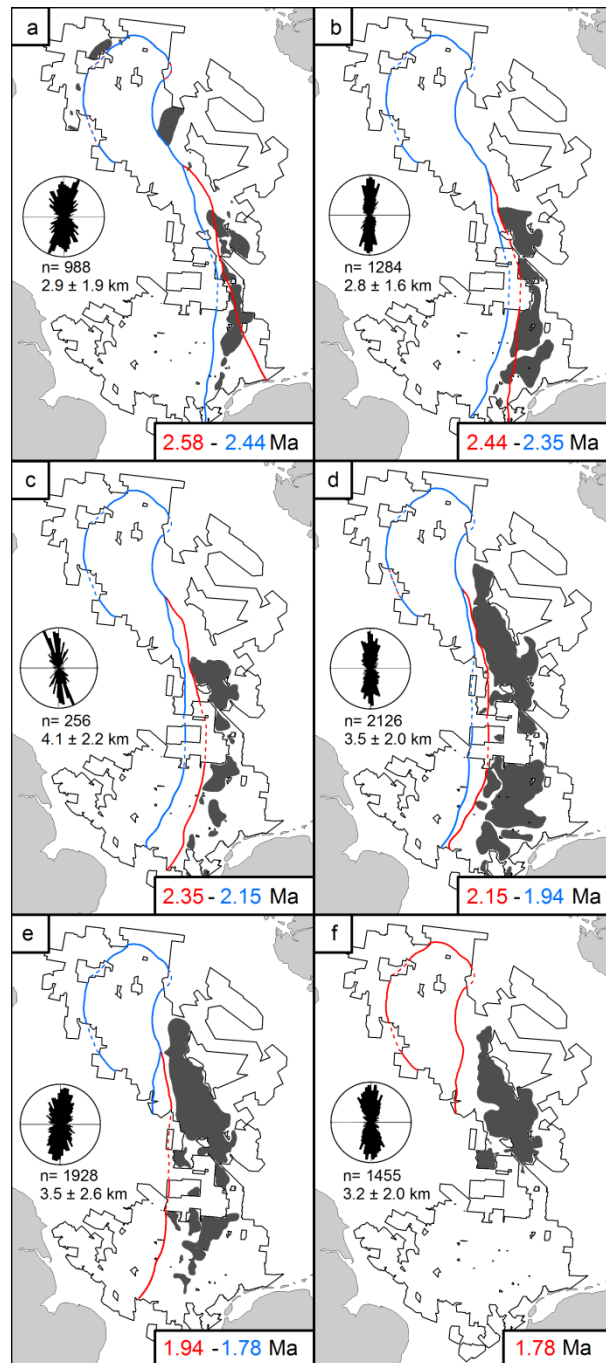 a
n= 988
2.9 ± 1.9 km
2.58 - 2.44 Ma
b
n= 1284
2.8 ± 1.6 km
2.44 - 2.35 Ma
c
n= 256
4.1 ± 2.2 km
2.35 - 2.15 Ma
d
n= 2126
3.5 ± 2.0 km
2.15 - 1.94 Ma
e
n= 1928
3.5 ± 2.6 km
1.94 - 1.78 Ma
f
n= 1455
3.2 ± 2.0 km
1.78 Ma